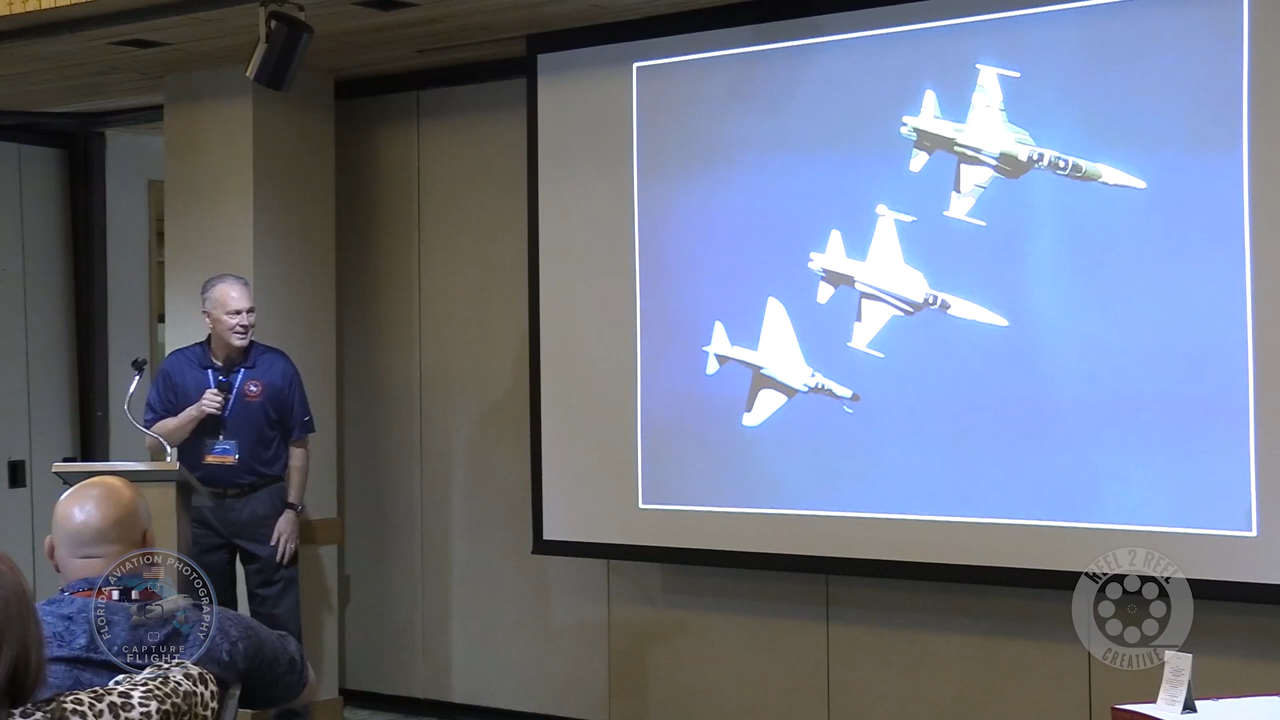 FLORIDA AVIATION PHOTOGRAPHY
CAPTURE
FLIGHT
REEL 2 REEL
CREATIVE